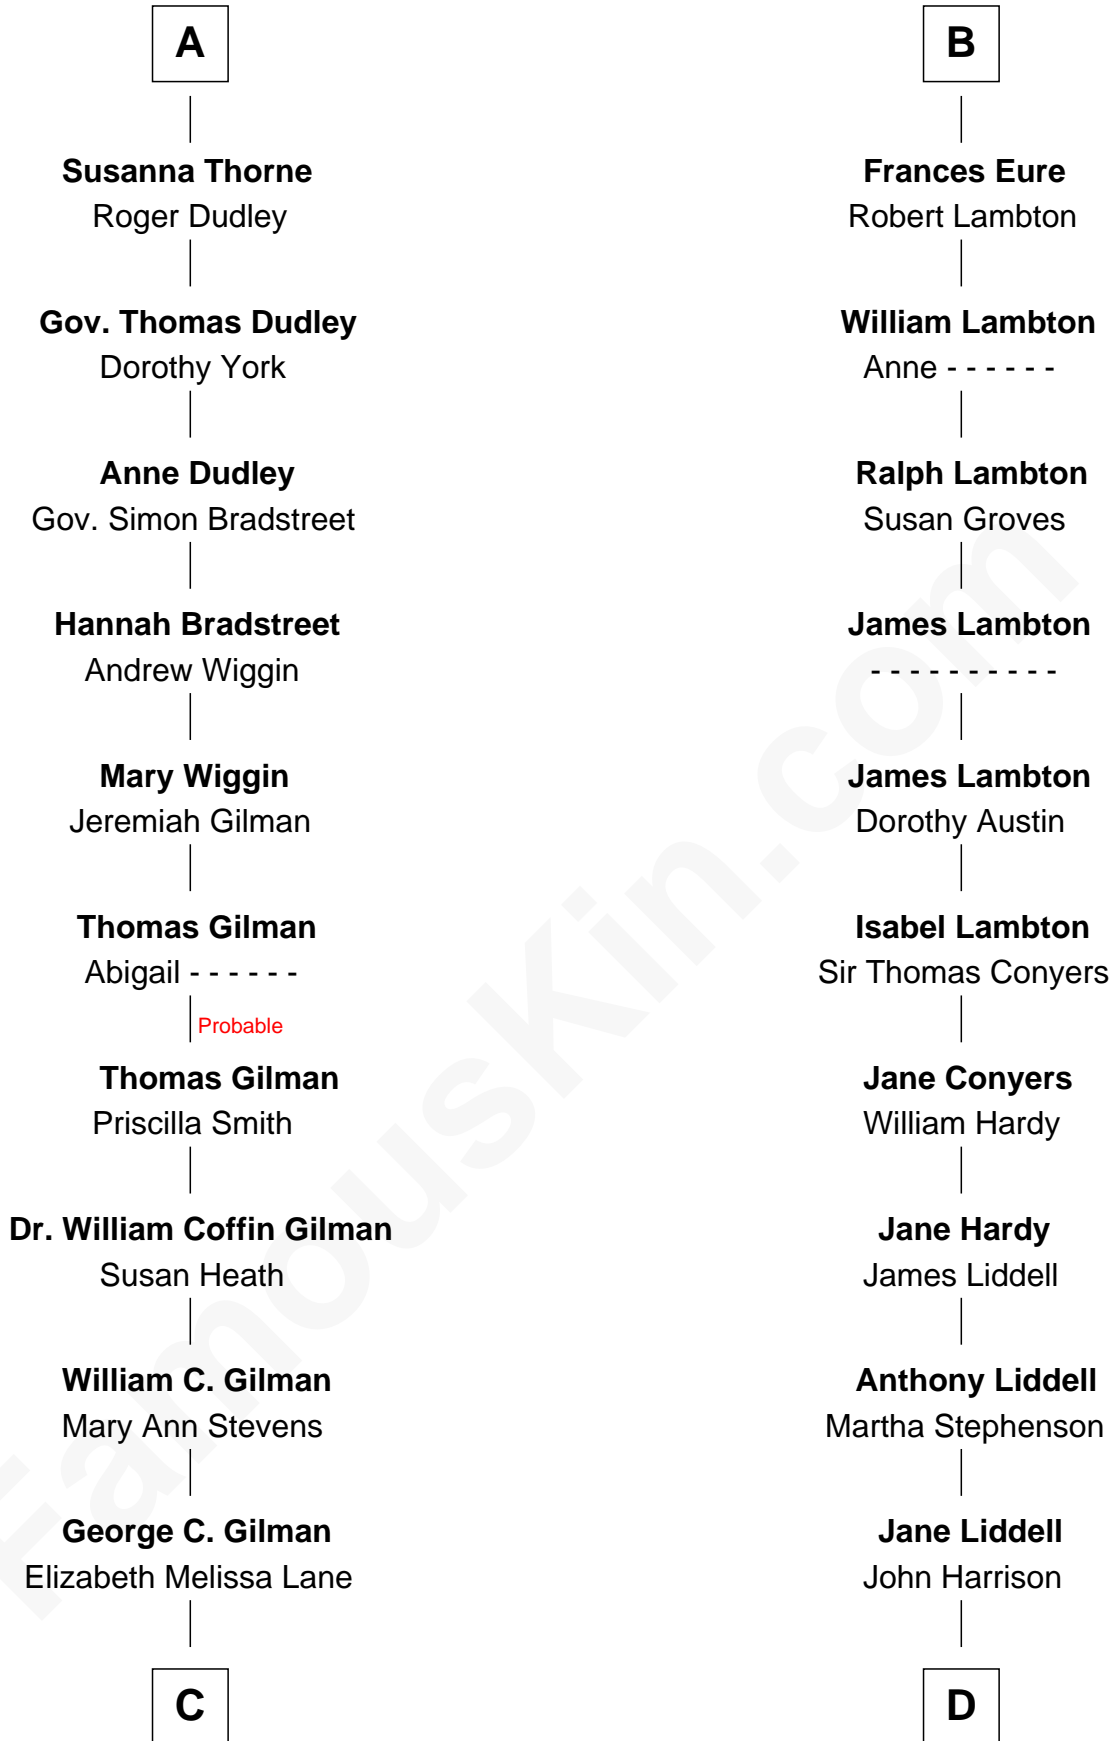 A
Susanna Thorne
Roger Dudley
Gov. Thomas Dudley
Dorothy York
Anne Dudley
Gov. Simon Bradstreet
Hannah Bradstreet
Andrew Wiggin
Mary Wiggin
Jeremiah Gilman
Thomas Gilman
Abigail - - - - - -
Probable
Thomas Gilman
Priscilla Smith
Dr. William Coffin Gilman
Susan Heath
William C. Gilman
Mary Ann Stevens
George C. Gilman
Elizabeth Melissa Lane
C
B
Frances Eure
Robert Lambton
William Lambton
Anne - - - - - -
Ralph Lambton
Susan Groves
James Lambton
- - - - - - - - - -
James Lambton
Dorothy Austin
Isabel Lambton
Sir Thomas Conyers
Jane Conyers
William Hardy
Jane Hardy
James Liddell
Anthony Liddell
Martha Stephenson
Jane Liddell
John Harrison
D
FamousKin.com